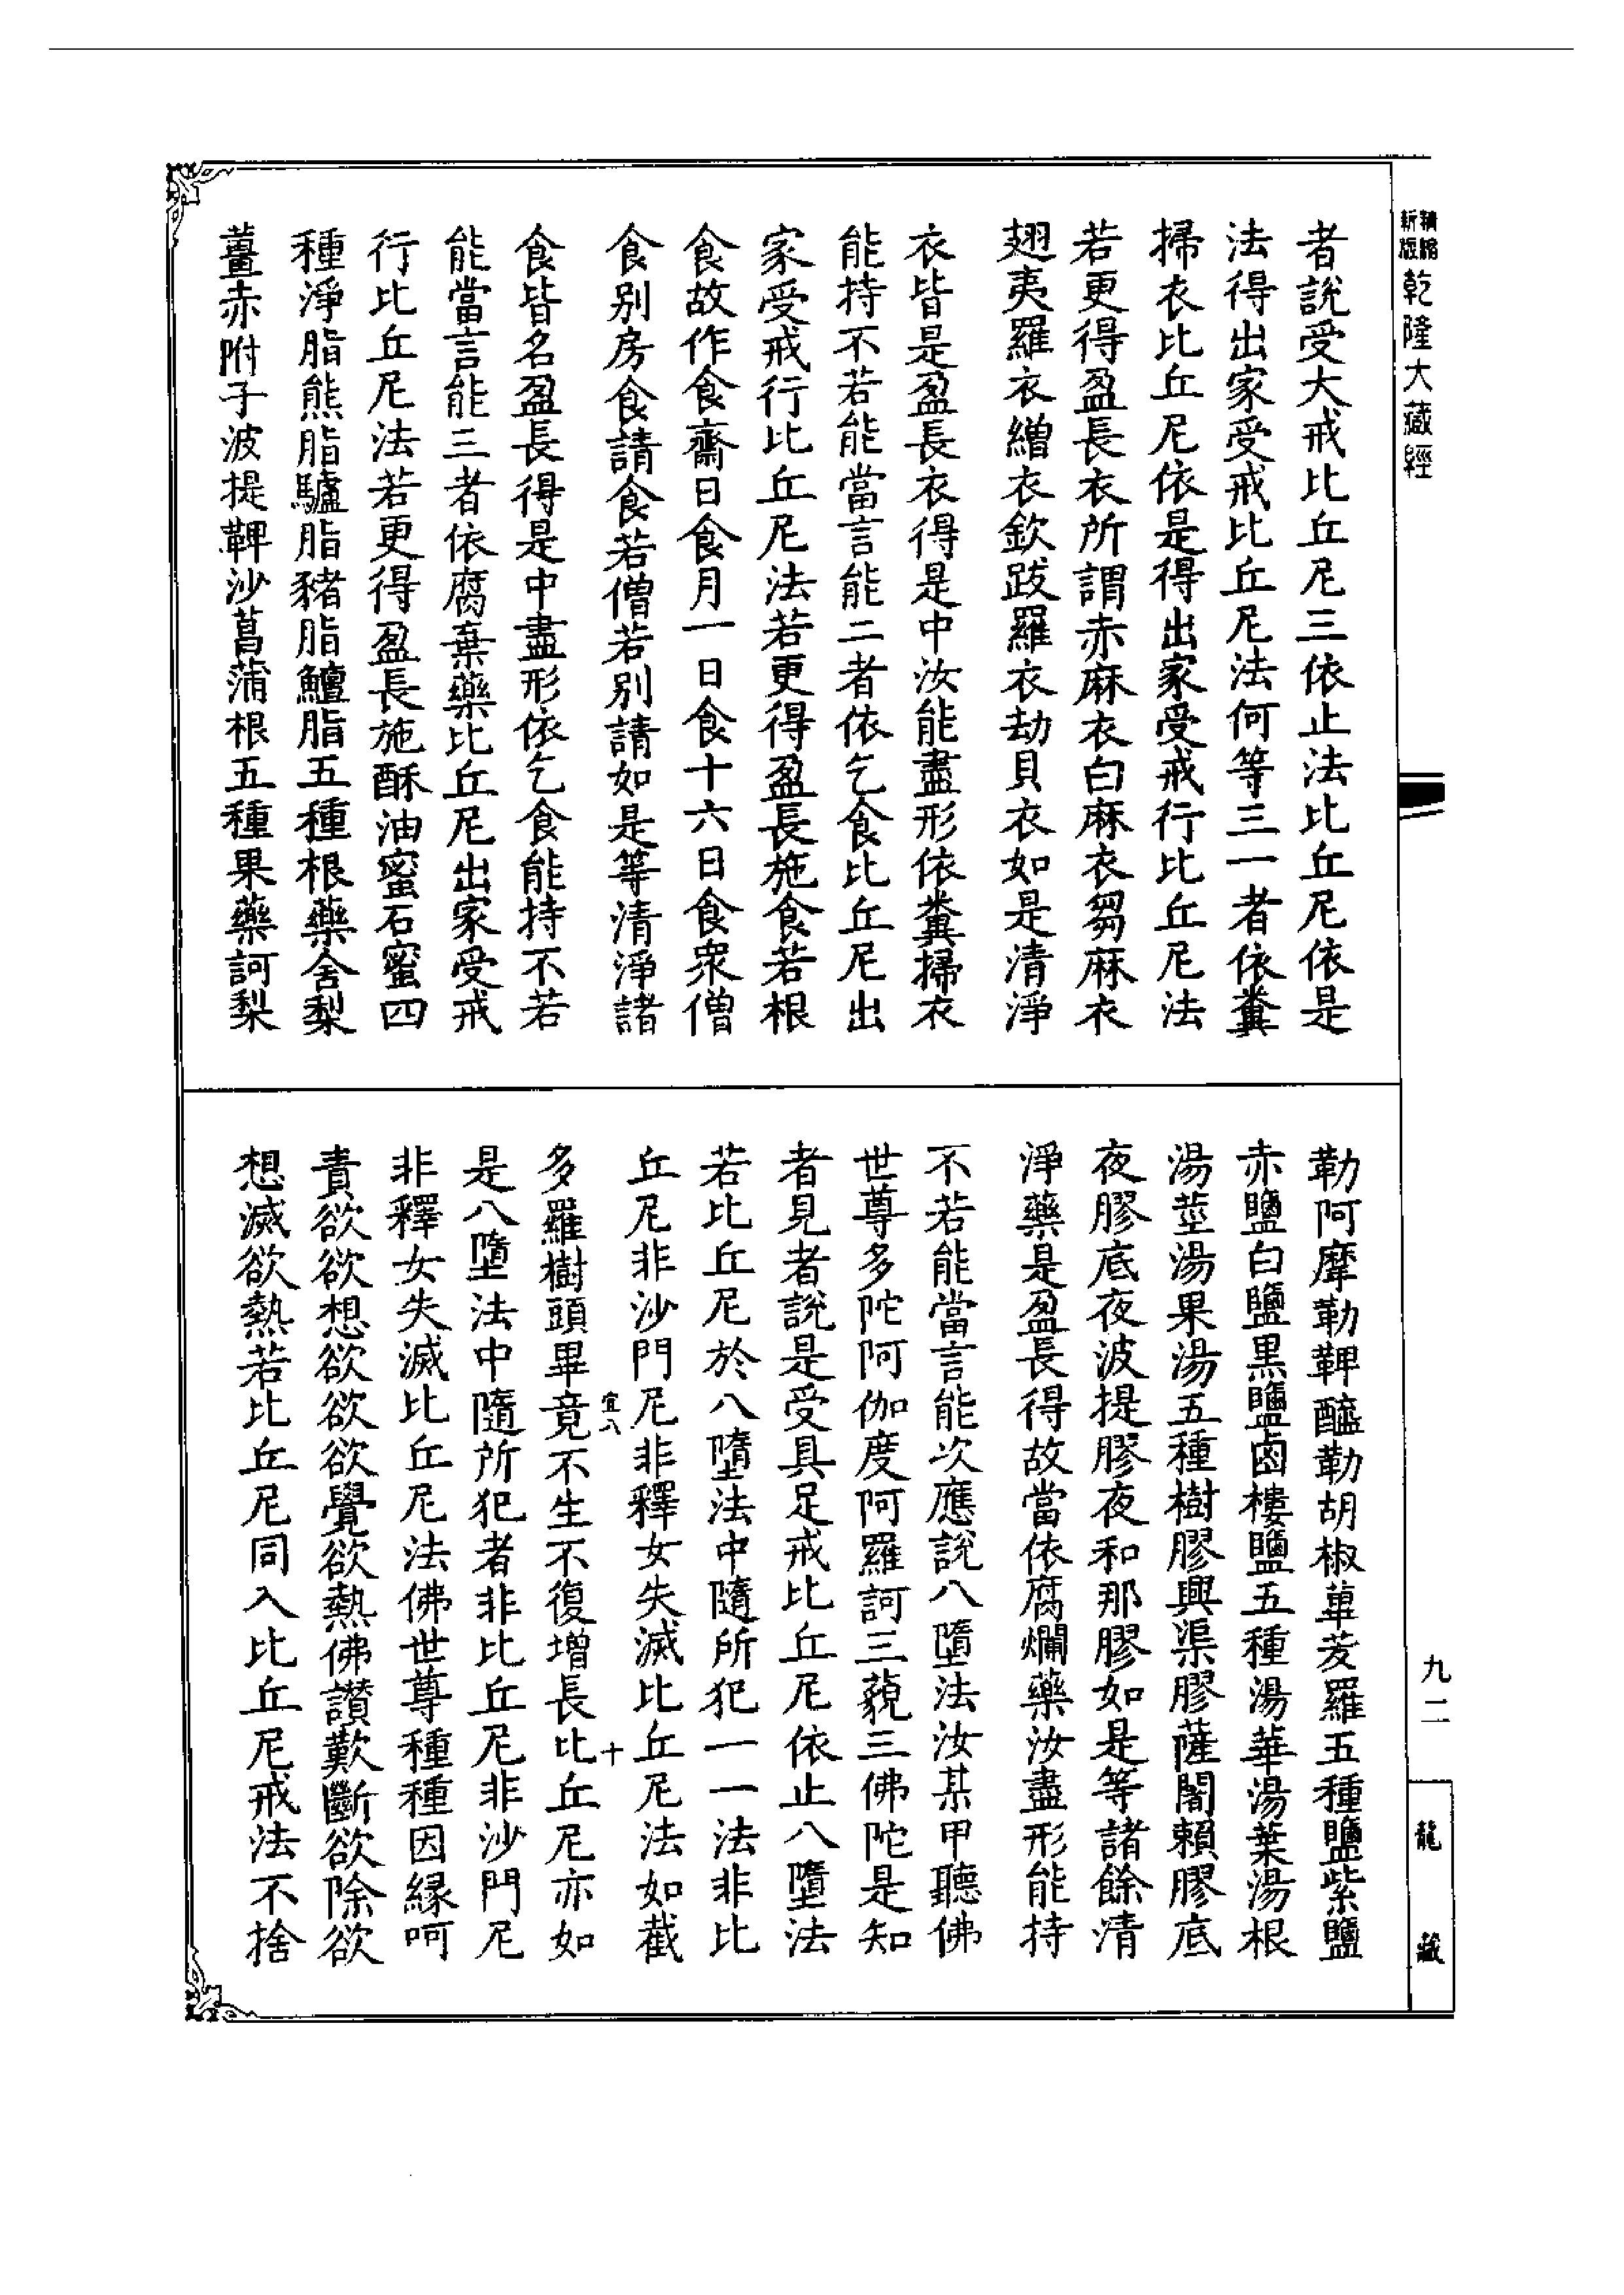 精縮
新版
乾隆大藏經
者說受大戒比丘尼三依止法比丘尼依是
法得出家受戒比丘尼法何等三一者依糞
掃衣比丘尼依是得出家受戒行比丘尼法
若更得盈長衣所謂赤麻衣白麻衣芻麻衣
翅夷羅衣繒衣欽跋羅衣劫貝衣如是清淨
衣皆是盈長衣得是中汝能盡形依糞掃衣
能持不若能當言能二者依乞食比丘尼出
家受戒行比丘尼法若更得盈長施食若根
食故作食齋日食月一日食十六日食眾僧
食別房食請食若僧若別請如是等清淨諸
食皆名盈長得是中盡形依乞食能持不若
能當言能三者依腐棄藥比丘尼出家受戒
行比丘尼法若更得盈長施酥油蜜石蜜四
種淨脂熊脂驢脂豬脂鱣脂五種根藥舍梨
薑赤附子波提鞞沙菖蒲根五種果藥訶梨
勒阿摩勒鞞醯勒胡椒蓽茇羅五種鹽紫鹽
赤鹽白鹽黑鹽鹵樓鹽五種湯華湯葉湯根
湯莖湯果湯五種樹膠興渠膠薩闍賴膠底
夜膠底夜波提膠夜和那膠如是等諸餘清
淨藥是盈長得故當依腐爛藥汝盡形能持
不若能當言能次應說八墮法汝某甲聽佛
世尊多陀阿伽度阿羅訶三藐三佛陀是知
者見者說是受具足戒比丘尼依止八墮法
若比丘尼於八墮法中隨所犯一一法非比
丘尼非沙門尼非釋女失滅比丘尼法如截
宜八
十
多羅樹頭畢竟不生不復增長比丘尼亦如
是八墮法中隨所犯者非比丘尼非沙門尼
非釋女失滅比丘尼法佛世尊種種因緣呵
責欲欲想欲欲欲覺欲熱佛讚歎斷欲除欲
想滅欲熱若比丘尼同入比丘尼戒法不捨
九二
龍藏